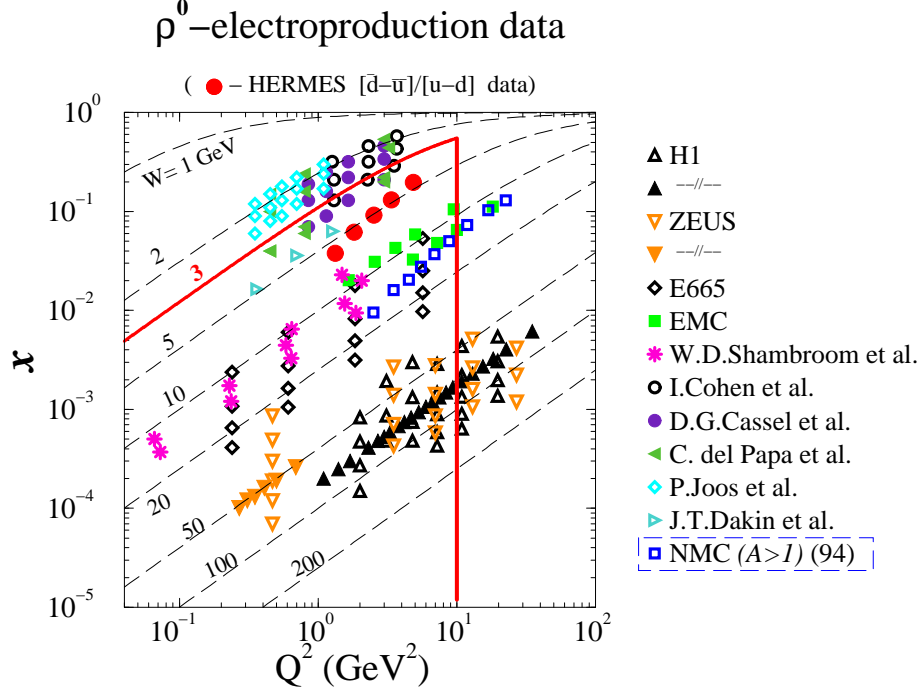 ρ⁰−electroproduction data
( − HERMES [d̄−ū]/[u−d] data)
10⁰
10⁻¹
10⁻²
10⁻³
10⁻⁴
10⁻⁵
x
W= 1 GeV
2
3
5
10
20
50
100
200
10⁻¹
10⁰
10¹
10²
Q² (GeV²)
H1
−−//−−
ZEUS
−−//−−
E665
EMC
W.D.Shambroom et al.
I.Cohen et al.
D.G.Cassel et al.
C. del Papa et al.
P.Joos et al.
J.T.Dakin et al.
NMC (A>1) (94)